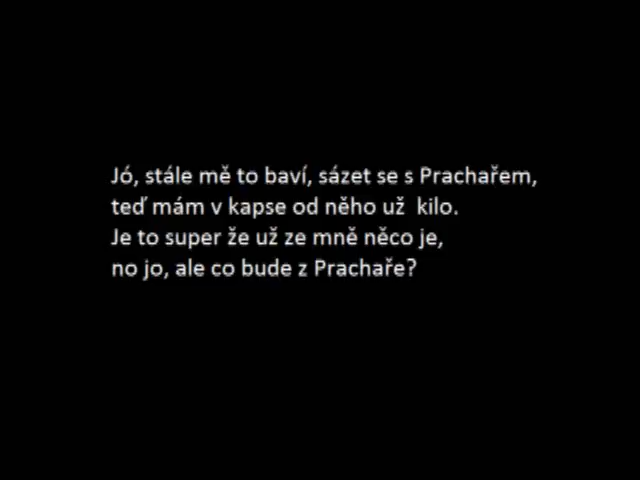 Jó, stále mě to baví, sázet se s Prachařem,
teď mám v kapse od něho už  kilo.
Je to super že už ze mně něco je,
no jo, ale co bude z Prachaře?